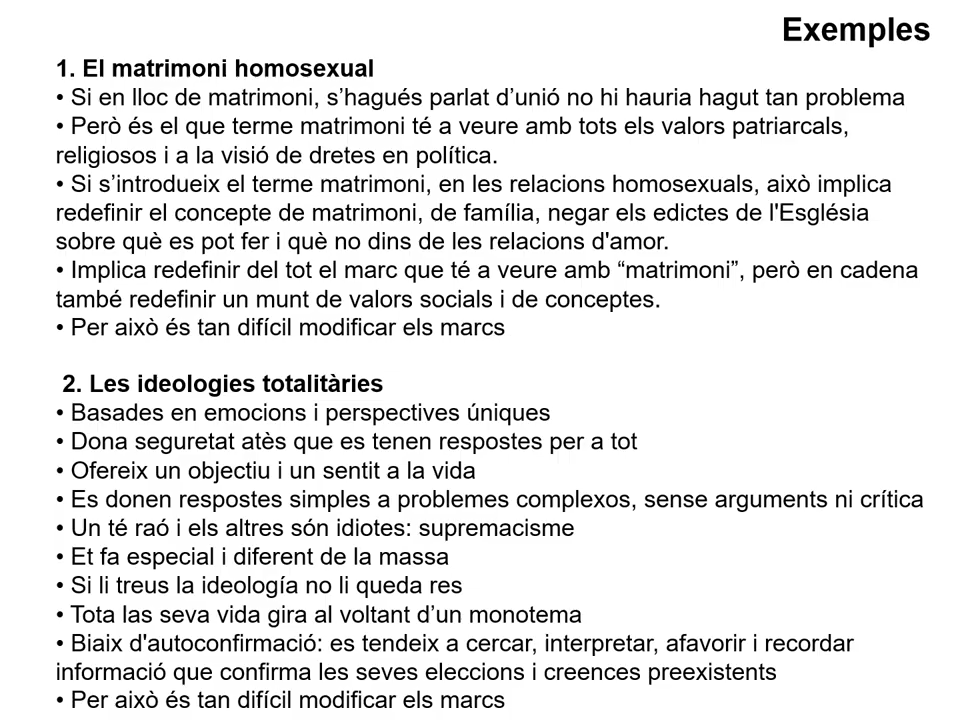 Exemples
1. El matrimoni homosexual
• Si en lloc de matrimoni, s’hagués parlat d’unió no hi hauria hagut tan problema
• Però és el que terme matrimoni té a veure amb tots els valors patriarcals,
religiosos i a la visió de dretes en política.
• Si s’introdueix el terme matrimoni, en les relacions homosexuals, això implica
redefinir el concepte de matrimoni, de família, negar els edictes de l'Església
sobre què es pot fer i què no dins de les relacions d'amor.
• Implica redefinir del tot el marc que té a veure amb “matrimoni”, però en cadena
també redefinir un munt de valors socials i de conceptes.
• Per això és tan difícil modificar els marcs
2. Les ideologies totalitàries
• Basades en emocions i perspectives úniques
• Dona seguretat atès que es tenen respostes per a tot
• Ofereix un objectiu i un sentit a la vida
• Es donen respostes simples a problemes complexos, sense arguments ni crítica
• Un té raó i els altres són idiotes: supremacisme
• Et fa especial i diferent de la massa
• Si li treus la ideología no li queda res
• Tota las seva vida gira al voltant d’un monotema
• Biaix d'autoconfirmació: es tendeix a cercar, interpretar, afavorir i recordar
informació que confirma les seves eleccions i creences preexistents
• Per això és tan difícil modificar els marcs